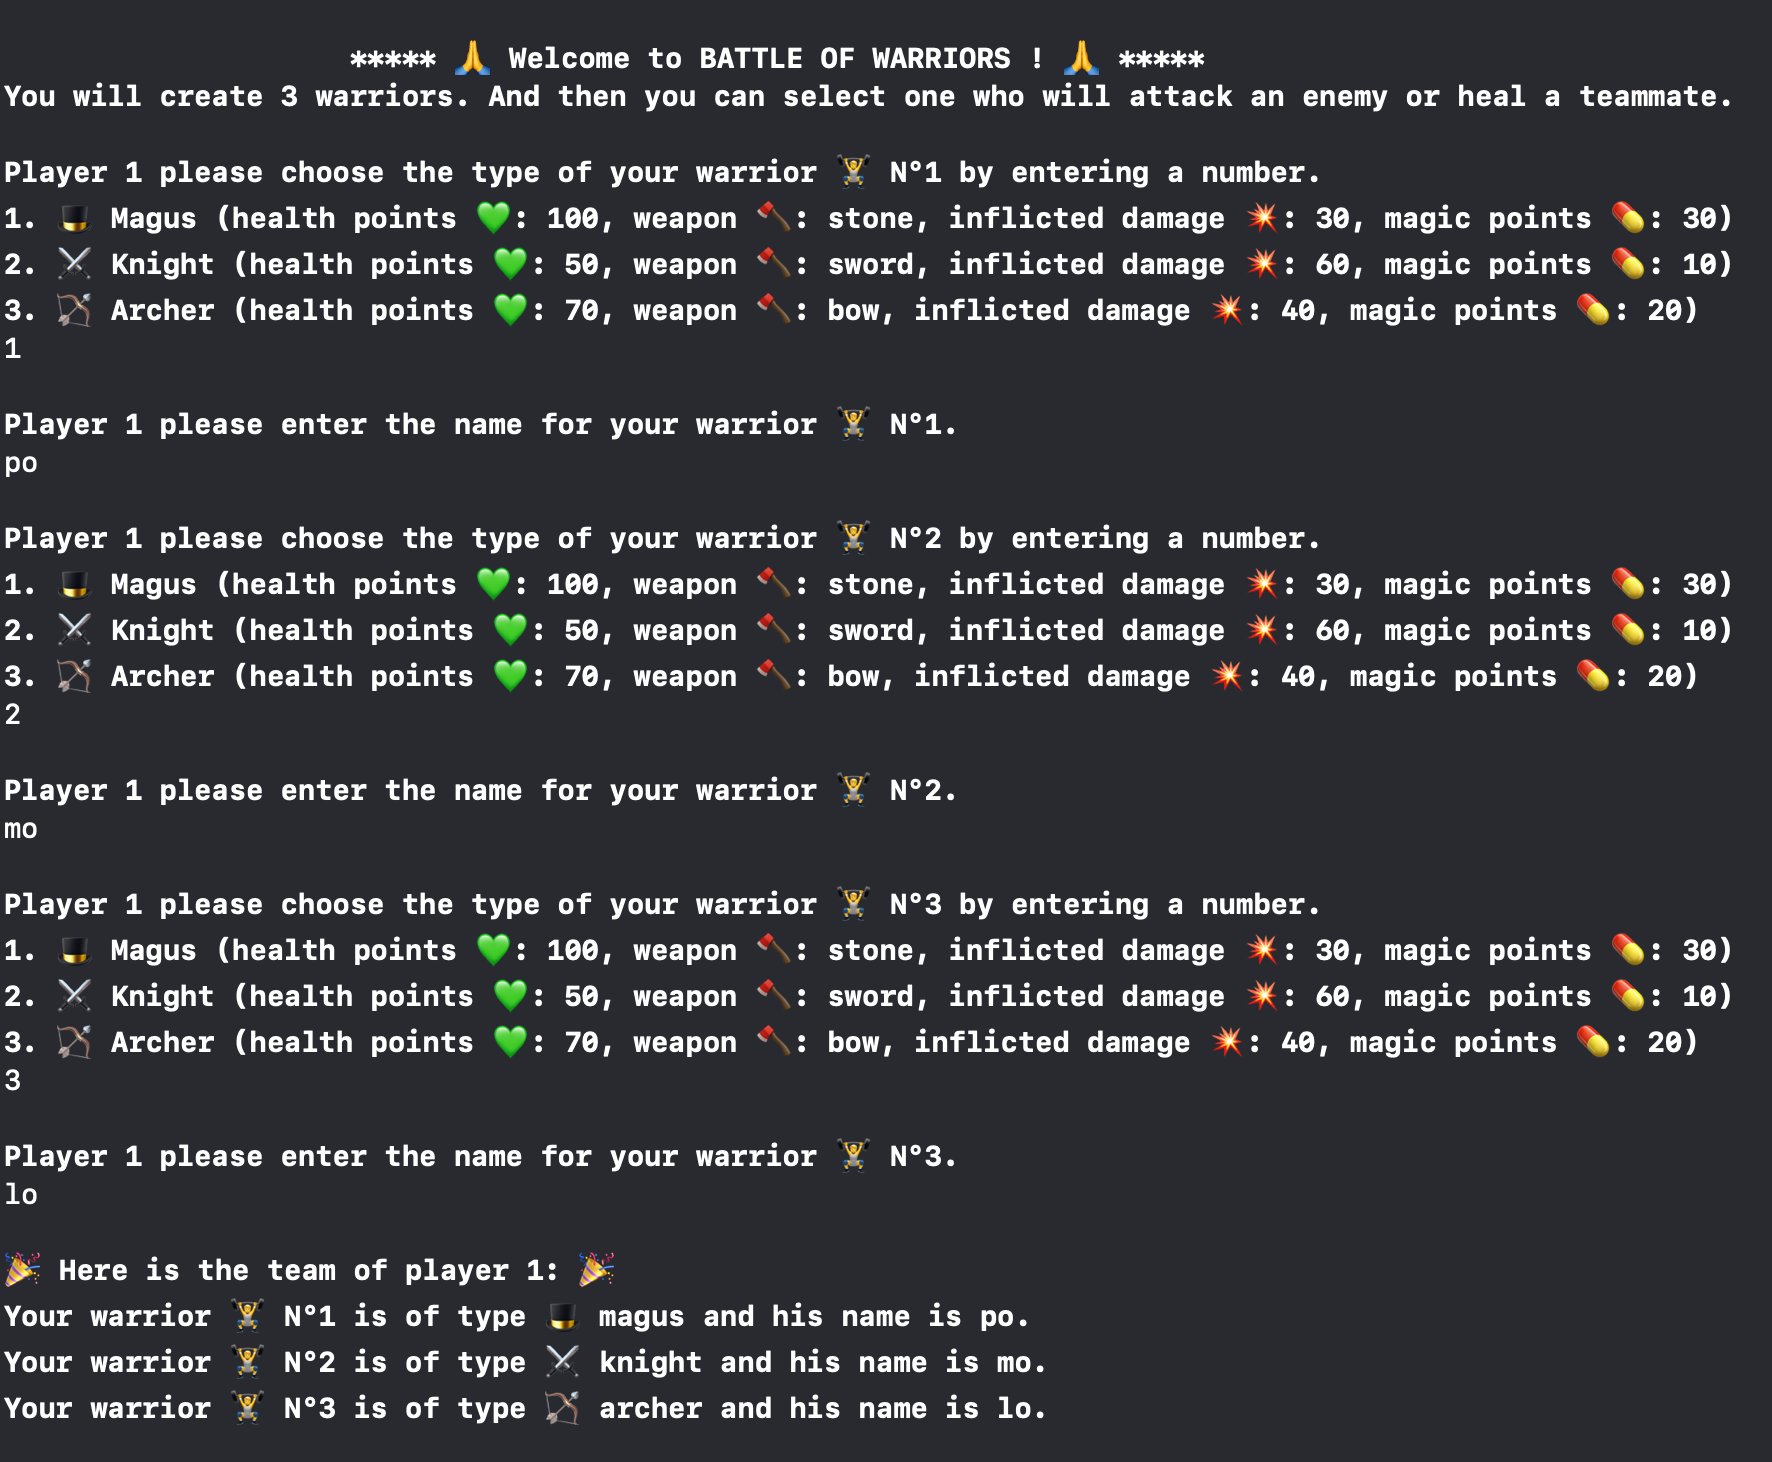 ***** 🙏 Welcome to BATTLE OF WARRIORS ! 🙏 *****
You will create 3 warriors. And then you can select one who will attack an enemy or heal a teammate.
Player 1 please choose the type of your warrior 🏋️ N°1 by entering a number.
1. 🎩 Magus (health points 💚: 100, weapon 🪓: stone, inflicted damage 💥: 30, magic points 💊: 30)
2. ⚔️ Knight (health points 💚: 50, weapon 🪓: sword, inflicted damage 💥: 60, magic points 💊: 10)
3. 🏹 Archer (health points 💚: 70, weapon 🪓: bow, inflicted damage 💥: 40, magic points 💊: 20)
1
Player 1 please enter the name for your warrior 🏋️ N°1.
po
Player 1 please choose the type of your warrior 🏋️ N°2 by entering a number.
1. 🎩 Magus (health points 💚: 100, weapon 🪓: stone, inflicted damage 💥: 30, magic points 💊: 30)
2. ⚔️ Knight (health points 💚: 50, weapon 🪓: sword, inflicted damage 💥: 60, magic points 💊: 10)
3. 🏹 Archer (health points 💚: 70, weapon 🪓: bow, inflicted damage 💥: 40, magic points 💊: 20)
2
Player 1 please enter the name for your warrior 🏋️ N°2.
mo
Player 1 please choose the type of your warrior 🏋️ N°3 by entering a number.
1. 🎩 Magus (health points 💚: 100, weapon 🪓: stone, inflicted damage 💥: 30, magic points 💊: 30)
2. ⚔️ Knight (health points 💚: 50, weapon 🪓: sword, inflicted damage 💥: 60, magic points 💊: 10)
3. 🏹 Archer (health points 💚: 70, weapon 🪓: bow, inflicted damage 💥: 40, magic points 💊: 20)
3
Player 1 please enter the name for your warrior 🏋️ N°3.
lo
🎉 Here is the team of player 1: 🎉
Your warrior 🏋️ N°1 is of type 🎩 magus and his name is po.
Your warrior 🏋️ N°2 is of type ⚔️ knight and his name is mo.
Your warrior 🏋️ N°3 is of type 🏹 archer and his name is lo.